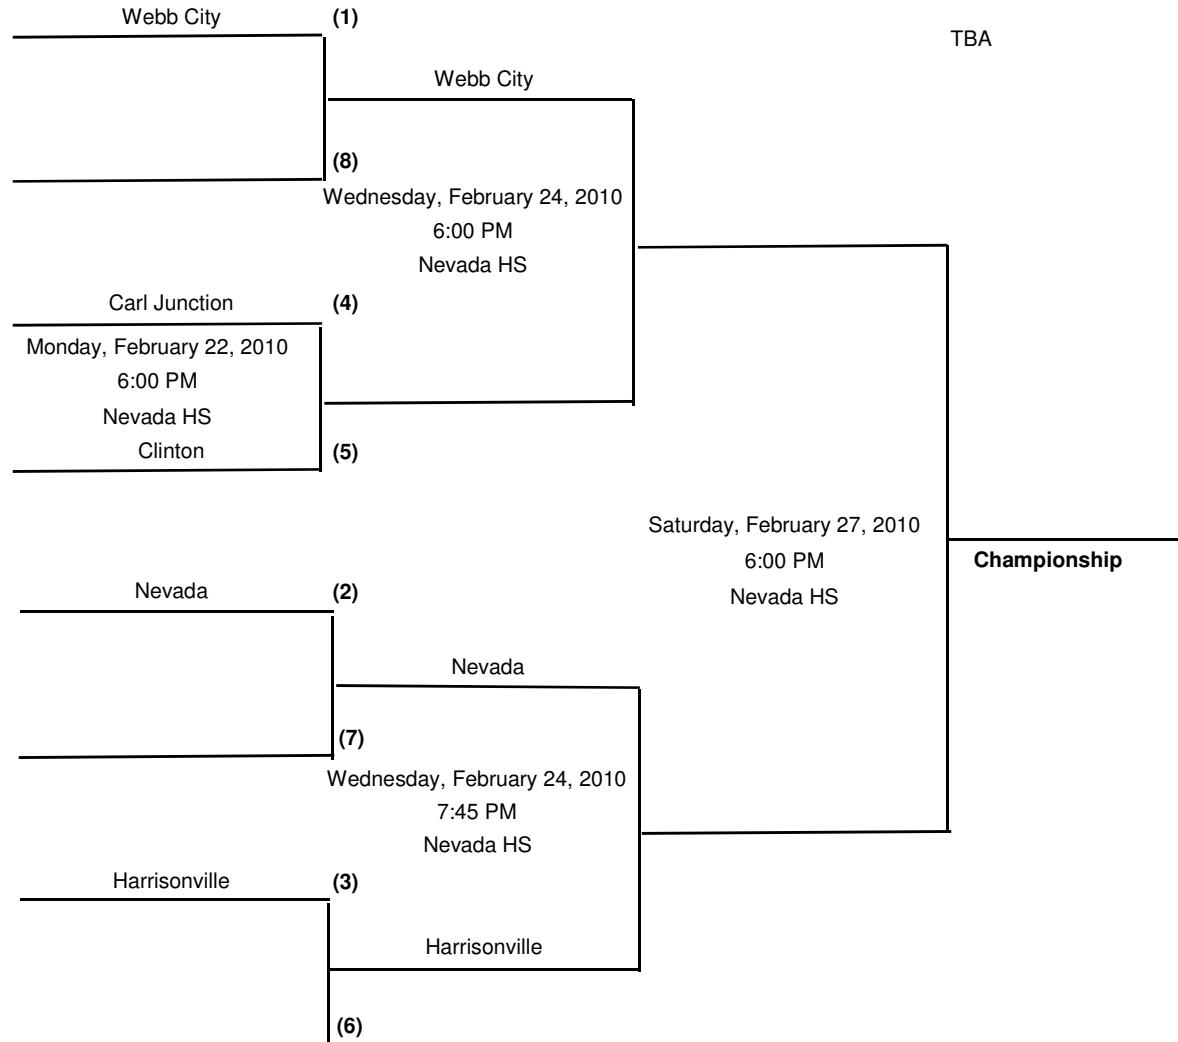 Webb City (1)
TBA
Webb City
(8)
Wednesday, February 24, 2010
6:00 PM
Nevada HS
Carl Junction (4)
Monday, February 22, 2010
6:00 PM
Nevada HS
Clinton (5)
Saturday, February 27, 2010
6:00 PM
Nevada HS
Championship
Nevada (2)
Nevada
(7)
Wednesday, February 24, 2010
7:45 PM
Nevada HS
Harrisonville (3)
Harrisonville
(6)